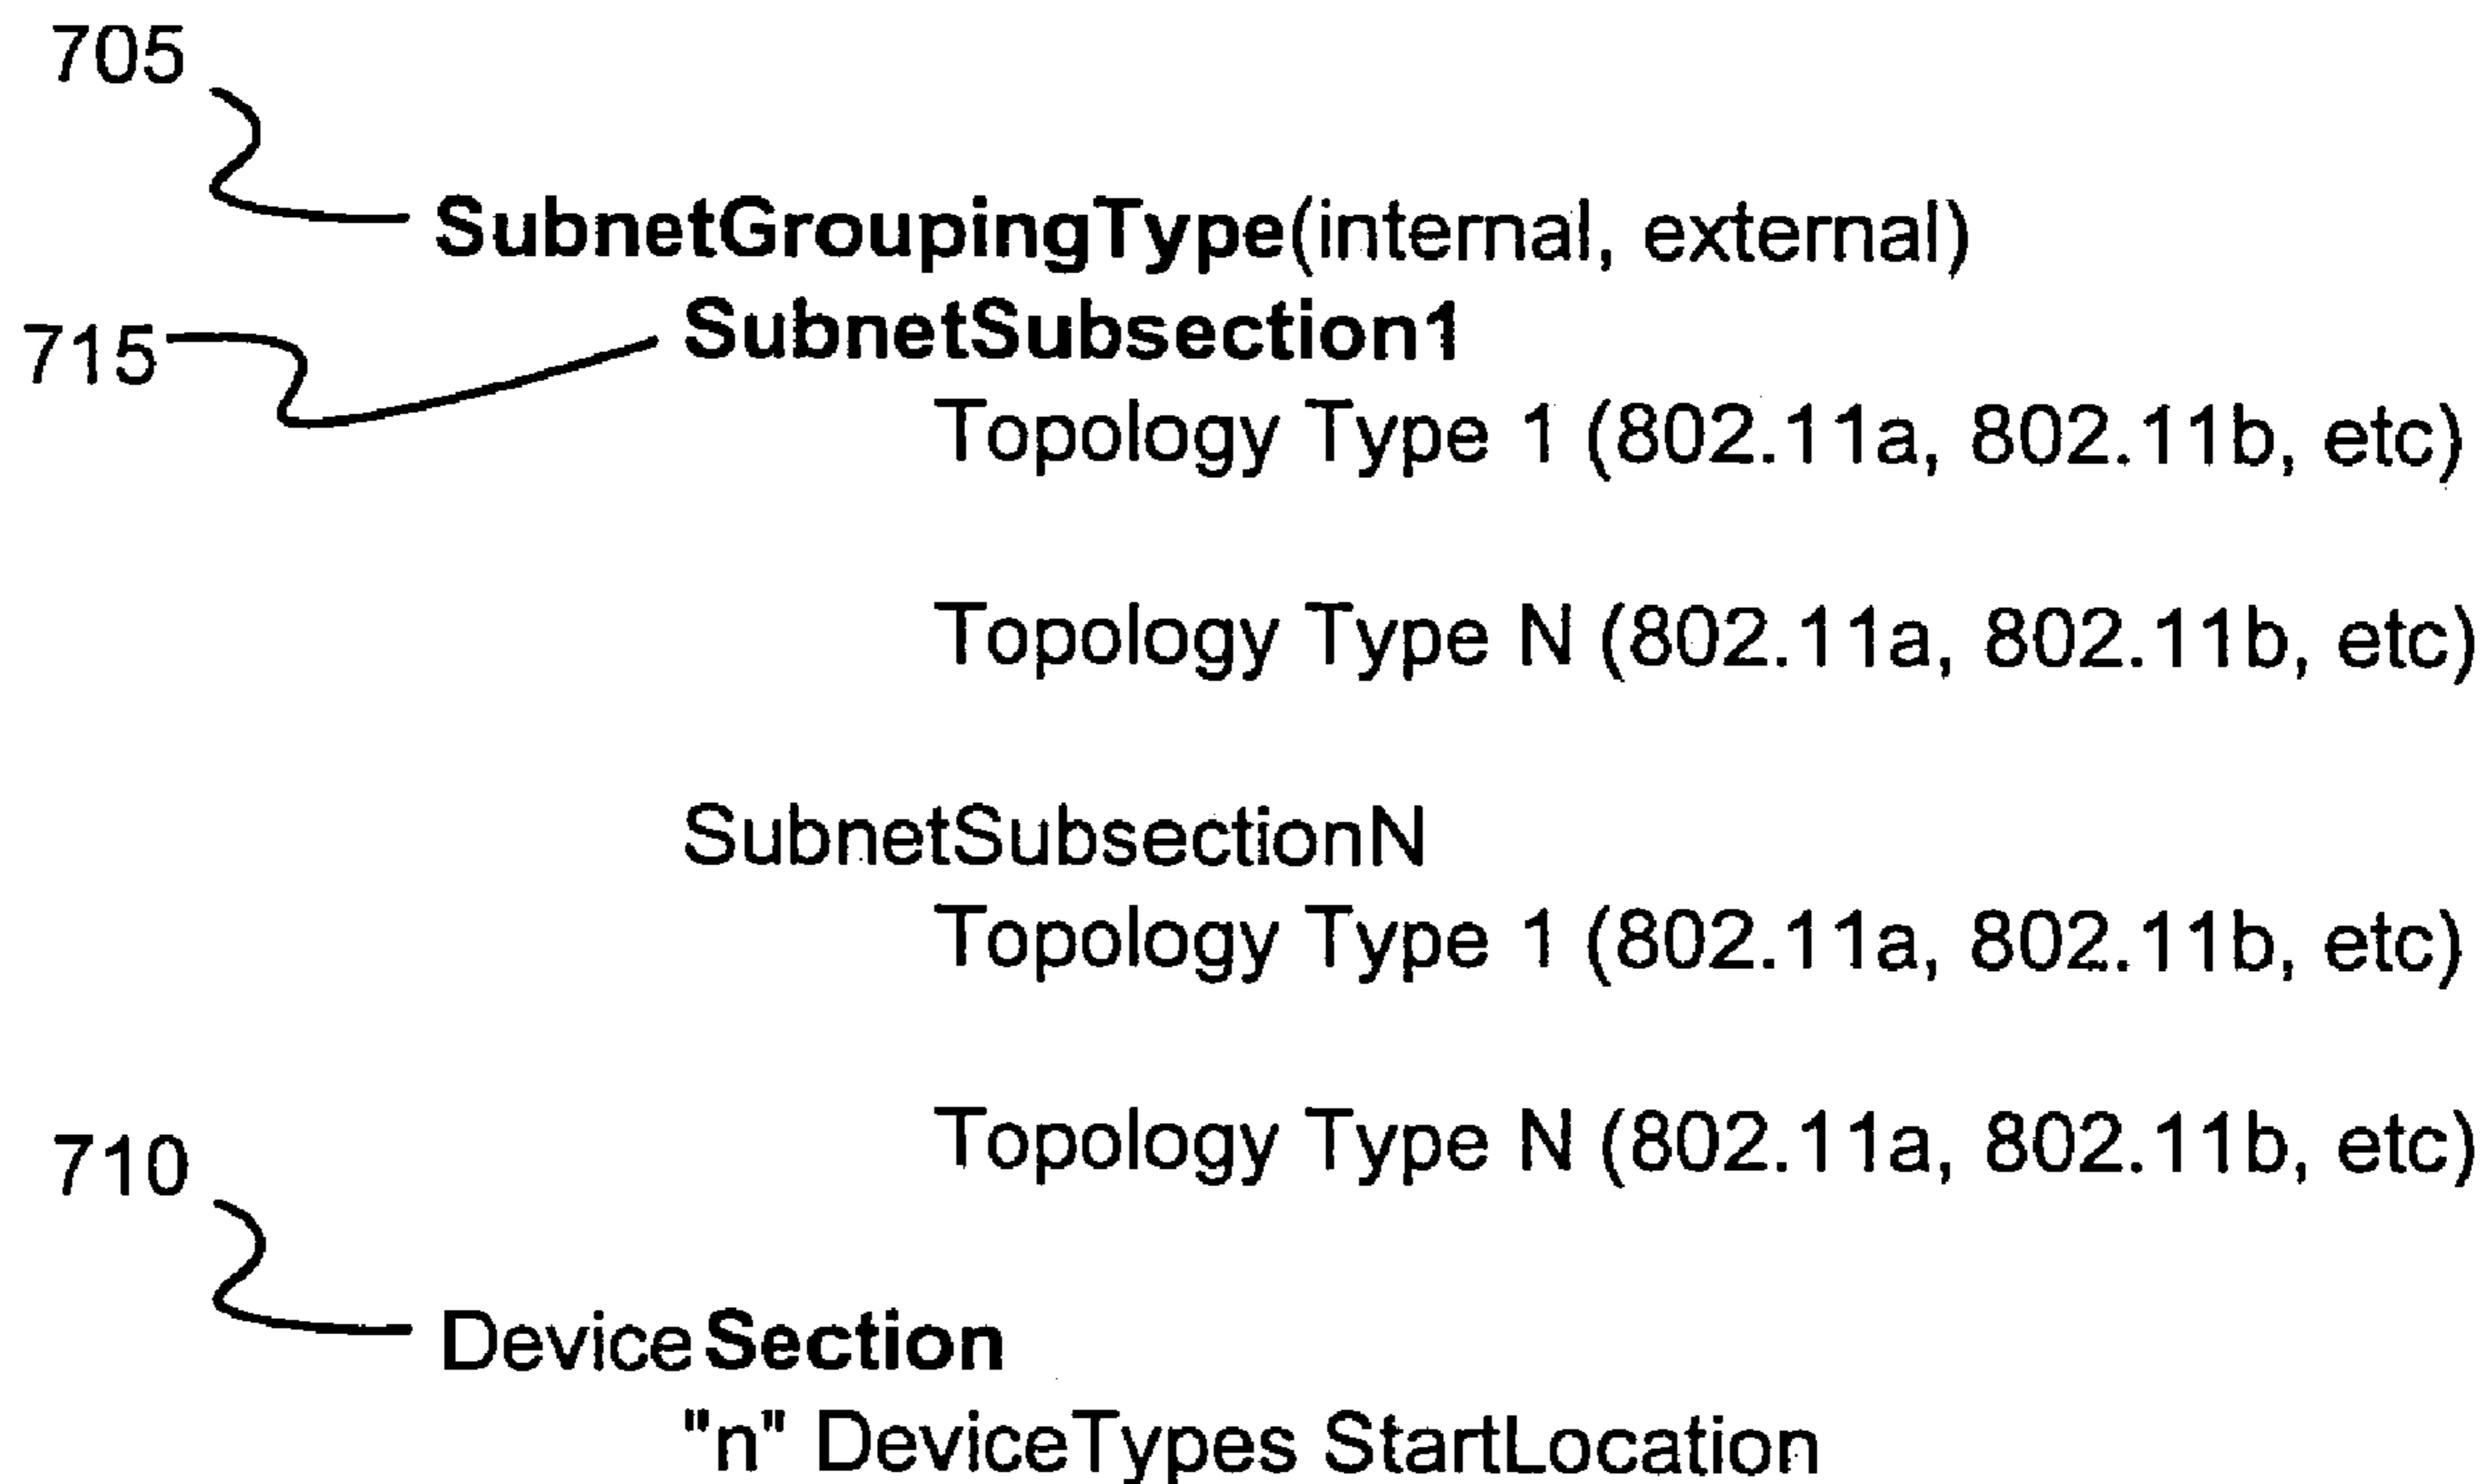 705
SubnetGroupingType(internal, external)
715
SubnetSubsection1
Topology Type 1 (802.11a, 802.11b, etc)
Topology Type N (802.11a, 802.11b, etc)
SubnetSubsectionN
Topology Type 1 (802.11a, 802.11b, etc)
Topology Type N (802.11a, 802.11b, etc)
710
DeviceSection
"n" DeviceTypes StartLocation